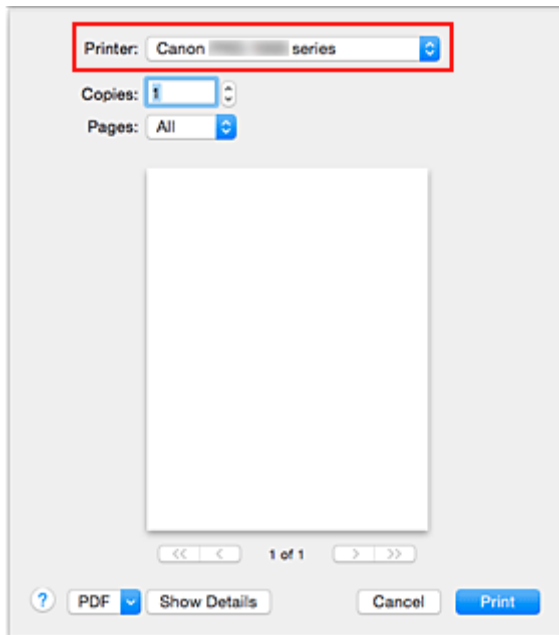 Printer: Canon series
Copies: 1
Pages: All
<< < 1 of 1 > >>
? PDF Show Details Cancel Print